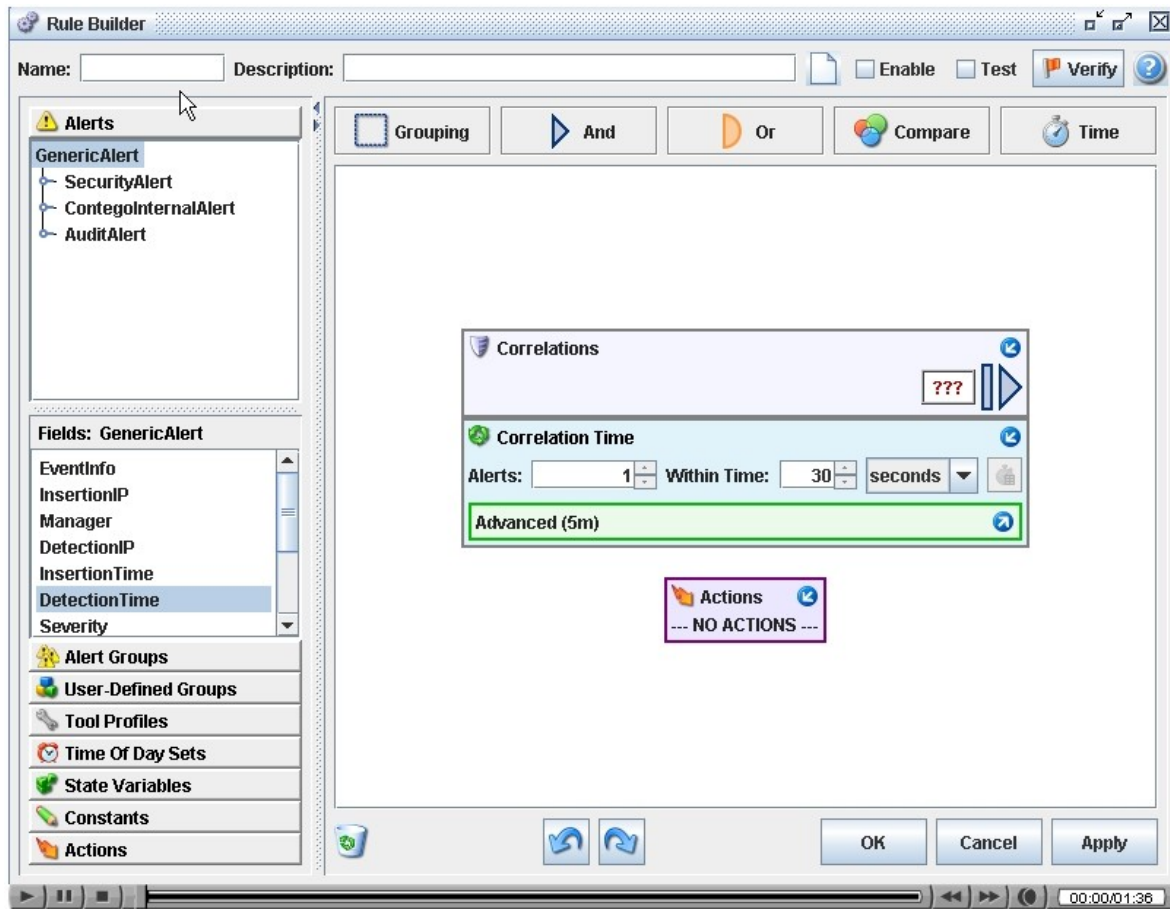 Rule Builder
Name: Description: Enable Test Verify ?
Alerts
GenericAlert
SecurityAlert
ContegoInternalAlert
AuditAlert
Fields: GenericAlert
EventInfo
InsertionIP
Manager
DetectionIP
InsertionTime
DetectionTime
Severity
Alert Groups
User-Defined Groups
Tool Profiles
Time Of Day Sets
State Variables
Constants
Actions
Grouping And Or Compare Time
Correlations
???
Correlation Time
Alerts: 1 Within Time: 30 seconds
Advanced (5m)
Actions
--- NO ACTIONS ---
OK Cancel Apply
00:00/01:36